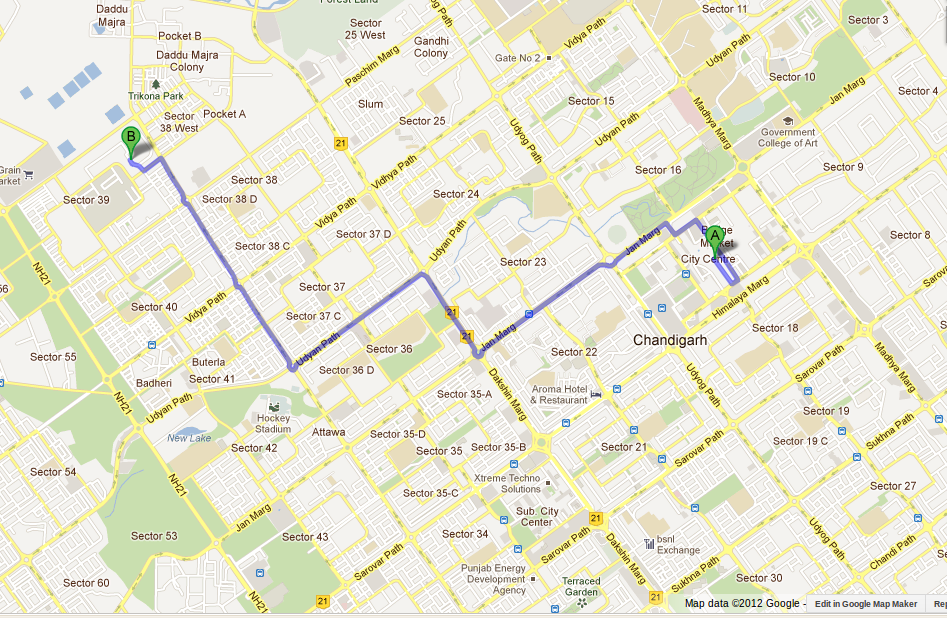 Forest Land
Daddu
Majra
Sector
25 West
Path
Sector 11
Sector 3
Pocket B
Gandhi
Colony
Vidya Path
Udyan Path
Daddu Majra
Colony
Paschim Marg
Gate No 2
Sector 10
Trikona Park
Slum
Sector 15
Jan Marg
Sector 4
Pocket A
Sector
38 West
Sector 25
Udyog Path
Udyan Path
Madhya Marg
Government
College of Art
B
21
Vidhya Path
Sector 16
Sector 9
Grain
Market
Sector 38
Sector 39
Sector 38 D
Sector 24
Vidya Path
Sector 37 D
Udyan Path
Jan Marg
A
Market
City Centre
Sector 8
Sector 38 C
NH21
Sector 23
56
Sector 37
Himalaya Marg
Sector 40
Vidya Path
Sector 37 C
21
21
Jan Marg
Sector 18
Chandigarh
Udyan Path
Sector 36
Sector 22
Sector 55
Buterla
Sector 36 D
Sarovar Path
Madhya Marg
Badheri
Sector 41
NH21
Udyan Path
Sector 35-A
Dakshin Marg
Aroma Hotel
& Restaurant
Udyog Path
Hockey
Stadium
Sector 19
New Lake
Attawa
Sector 35-D
Sector 42
Sector 35
Sector 35-B
Sector 21
Sarovar Path
Sector 19 C
Sukhna Path
Sector 54
NH21
Xtreme Techno
Solutions
Sector 27
Sector 35-C
Jan Marg
Sub. City
Center
21
Udyog Path
Sector 53
Sector 43
Sector 34
Sarovar Path
Dakshin Marg
bsnl
Exchange
Chandi Path
Sector 60
Sarovar Path
Punjab Energy
Development
Agency
Sukhna Path
Sector 30
Terraced
Garden
NH21
21
21
Map data ©2012 Google - Edit in Google Map Maker Rep